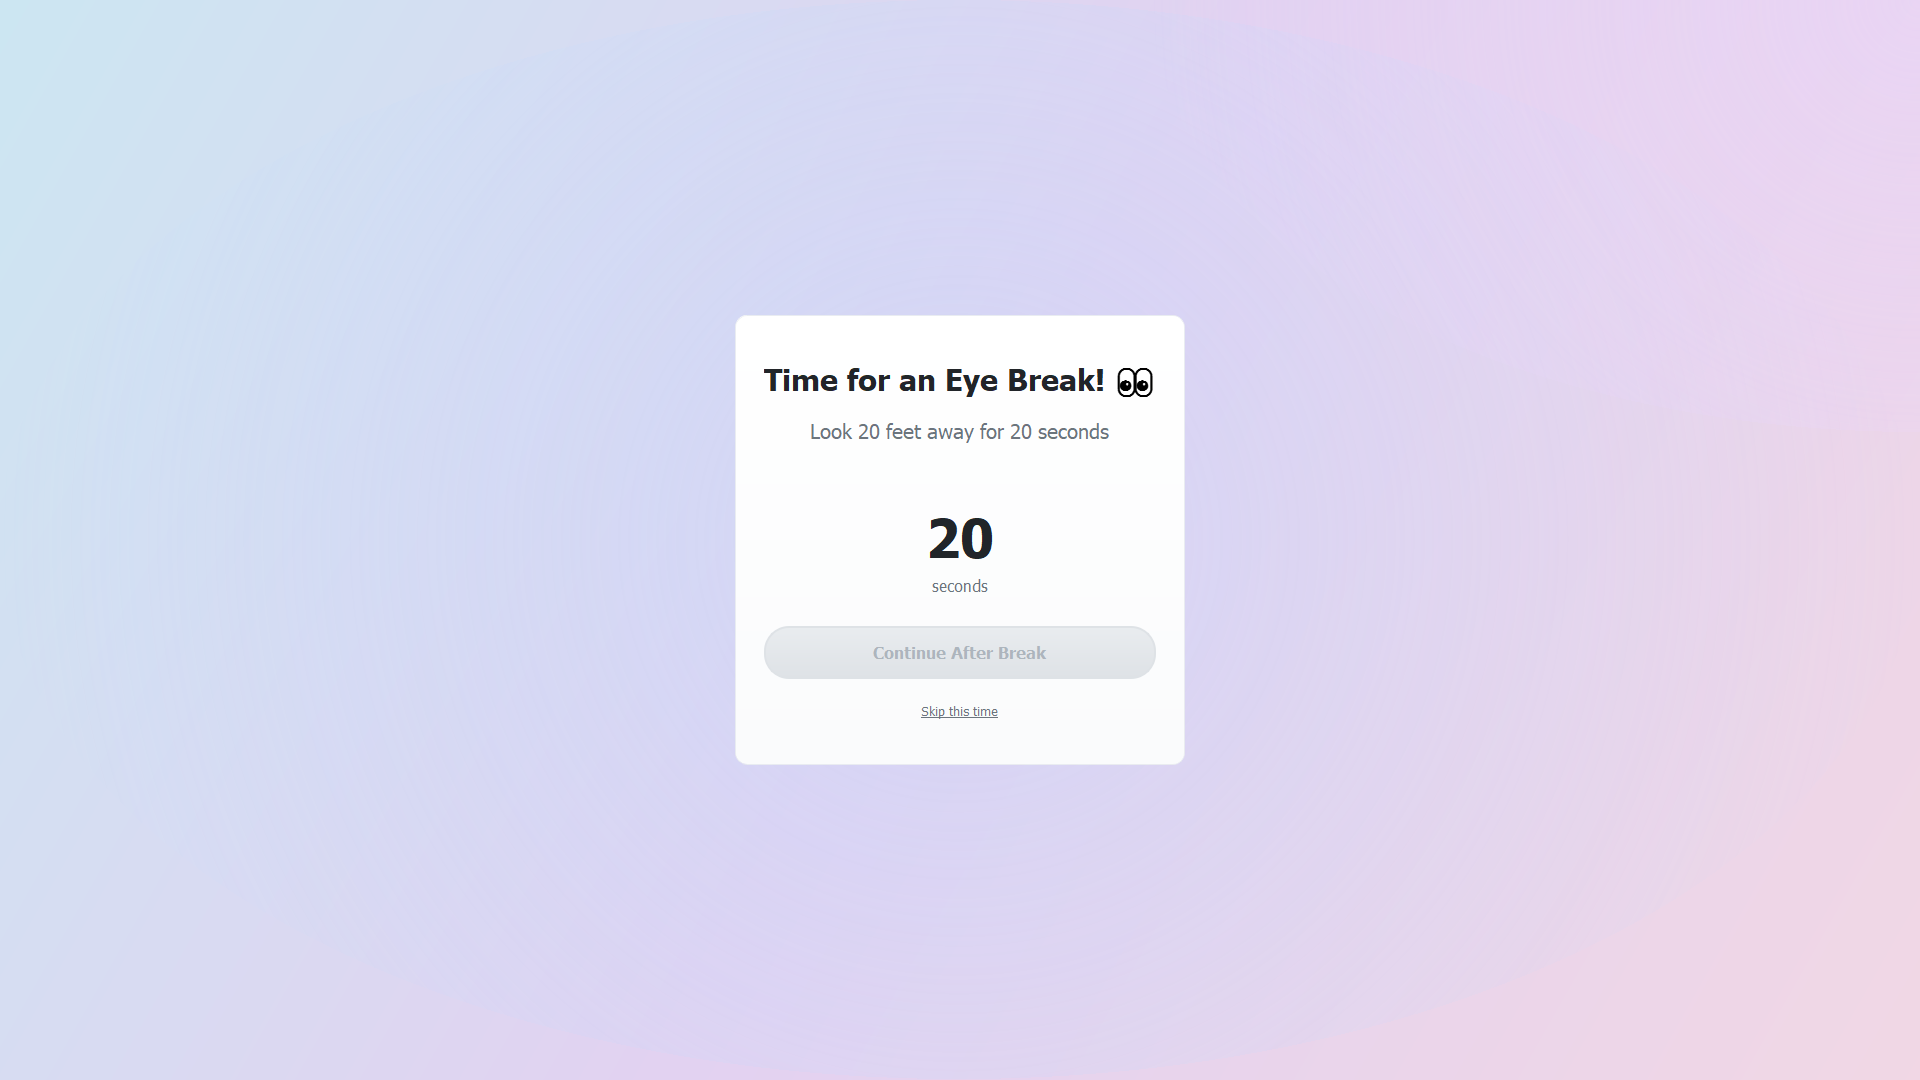 Time for an Eye Break! 👀
Look 20 feet away for 20 seconds
20
seconds
Continue After Break
Skip this time